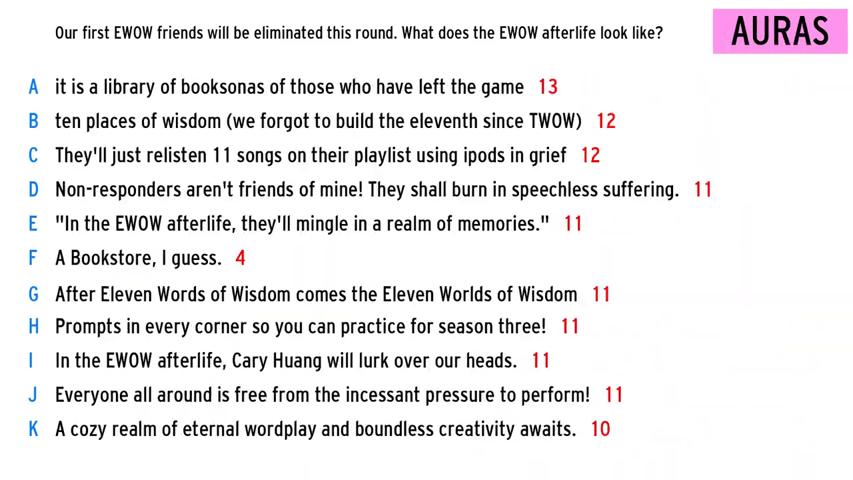 Our first EWOW friends will be eliminated this round. What does the EWOW afterlife look like?
AURAS
A it is a library of booksonas of those who have left the game 13
B ten places of wisdom (we forgot to build the eleventh since TWOW) 12
C They'll just relisten 11 songs on their playlist using ipods in grief 12
D Non-responders aren't friends of mine! They shall burn in speechless suffering. 11
E "In the EWOW afterlife, they'll mingle in a realm of memories." 11
F A Bookstore, I guess. 4
G After Eleven Words of Wisdom comes the Eleven Worlds of Wisdom 11
H Prompts in every corner so you can practice for season three! 11
I In the EWOW afterlife, Cary Huang will lurk over our heads. 11
J Everyone all around is free from the incessant pressure to perform! 11
K A cozy realm of eternal wordplay and boundless creativity awaits. 10